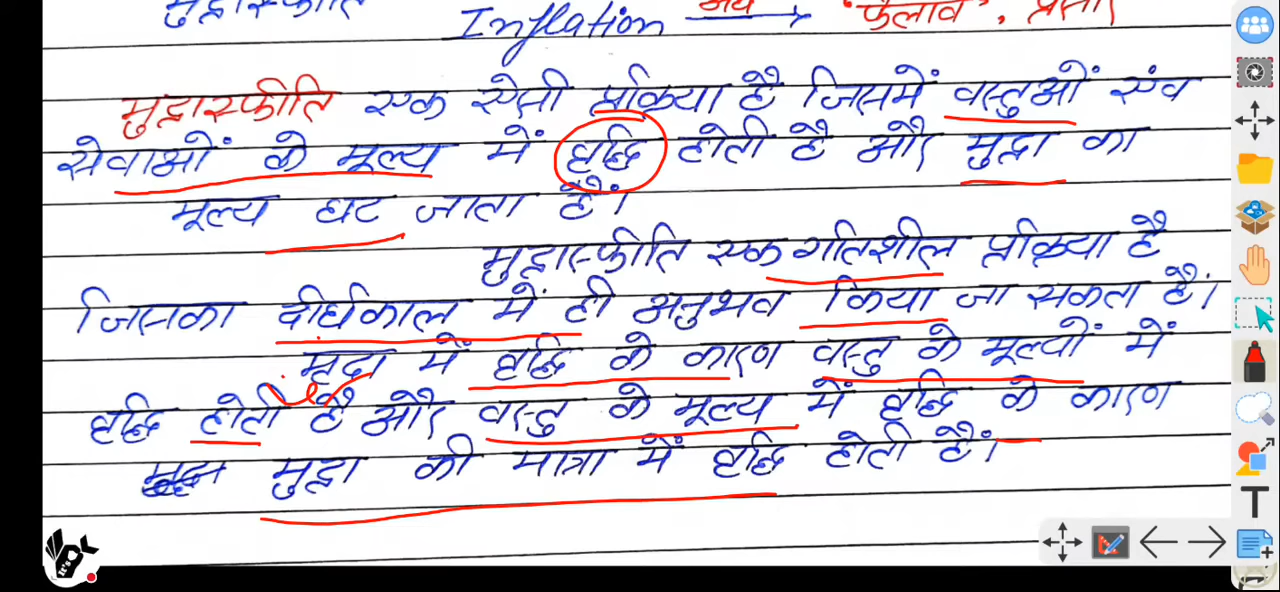 मुद्रास्फीति Inflation अर्थ → "फैलाव", प्रसार
मुद्रास्फीति एक ऐसी प्रक्रिया है जिसमें वस्तुओं एंव
सेवाओं के मूल्य में वृद्धि होती है और मुद्रा का
मूल्य घट जाता हैं।
मुद्रास्फीति एक गतिशील प्रक्रिया है
जिसका दीर्घकाल में ही अनुभव किया जा सकता है।
मुद्रा में वृद्धि के कारण वस्तु के मूल्यों में
वृद्धि होती है और वस्तु के मूल्य में वृद्धि के कारण
मुद्रा की मात्रा में वृद्धि होती है।
It's
T